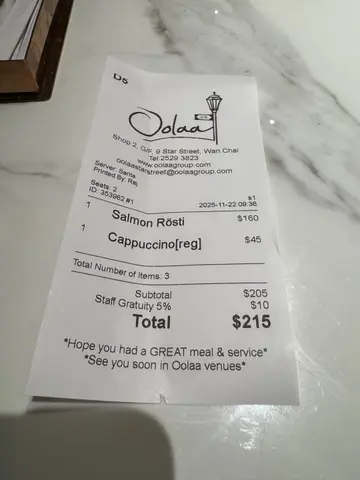 D5
Oolaa
Shop 2, G/F, 9 Star Street, Wan Chai
Tel 2529 3823
www.oolaagroup.com
oolaastarstreet@oolaagroup.com
Server: Santa
Printed By: Raj
Seats: 2
ID: 353962 #1
s1
2025-11-22 09:36
1 Salmon Rösti $160
1 Cappuccino[reg] $45
Total Number of Items: 3
Subtotal $205
Staff Gratuity 5% $10
Total $215
*Hope you had a GREAT meal & service*
*See you soon in Oolaa venues*